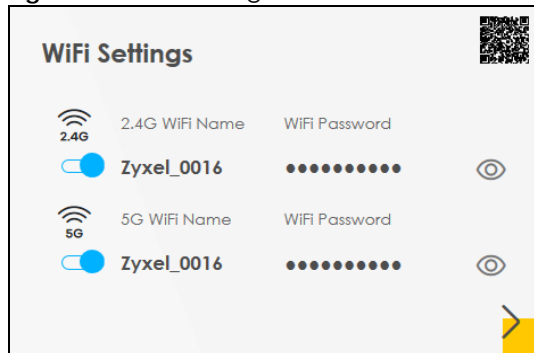 WiFi Settings
2.4G WiFi Name WiFi Password
2.4G
Zyxel_0016 ●●●●●●●●●●
5G WiFi Name WiFi Password
5G
Zyxel_0016 ●●●●●●●●●●